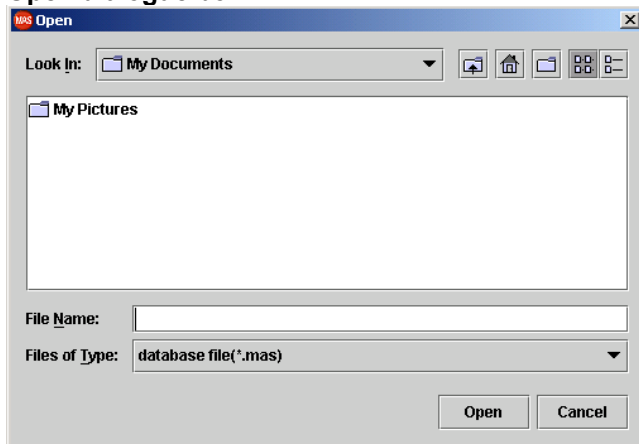 MAS Open
Look In: My Documents
My Pictures
File Name:
Files of Type: database file(*.mas)
Open Cancel